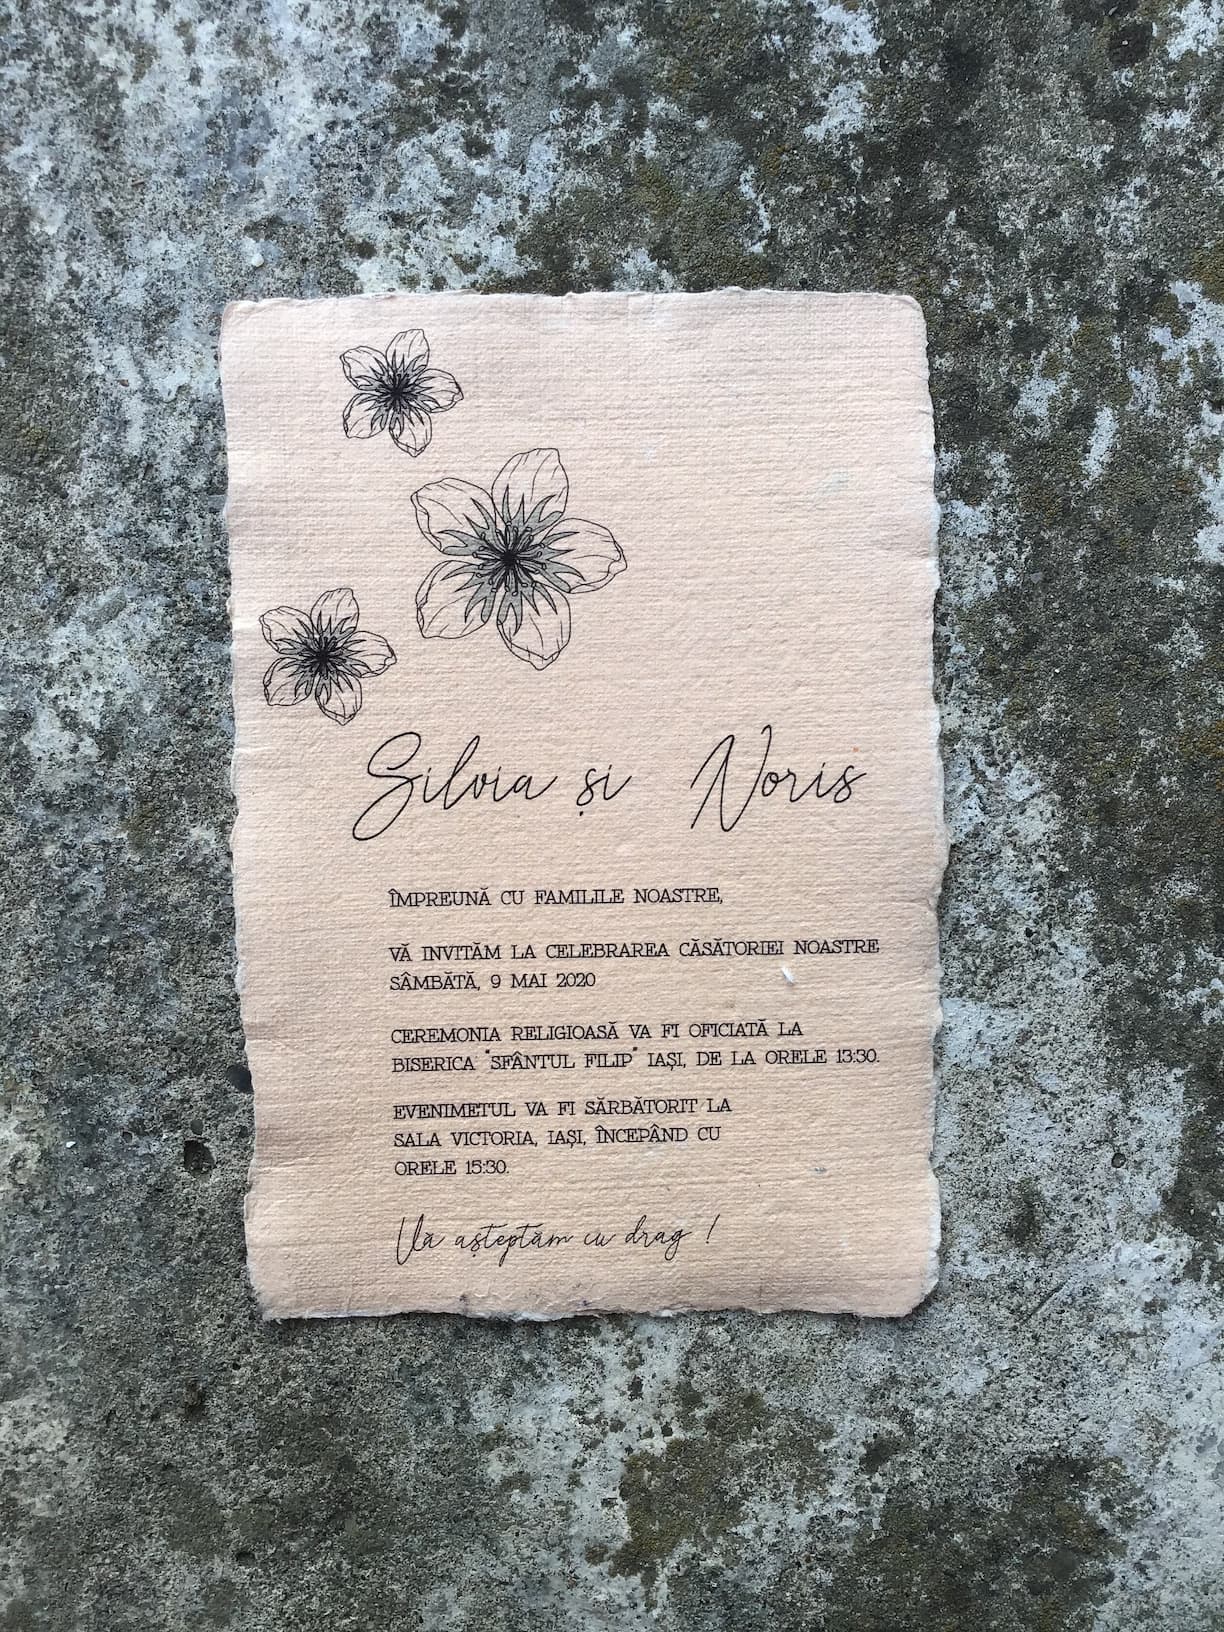 Silvia și Noris
ÎMPREUNĂ CU FAMILILE NOASTRE,
VĂ INVITĂM LA CELEBRAREA CĂSĂTORIEI NOASTRE
SÂMBĂTĂ, 9 MAI 2020
CEREMONIA RELIGIOASĂ VA FI OFICIATĂ LA
BISERICA "SFÂNTUL FILIP" IAȘI, DE LA ORELE 13:30.
EVENIMETUL VA FI SĂRBĂTORIT LA
SALA VICTORIA, IAȘI, ÎNCEPÂND CU
ORELE 15:30.
Vă așteptăm cu drag !